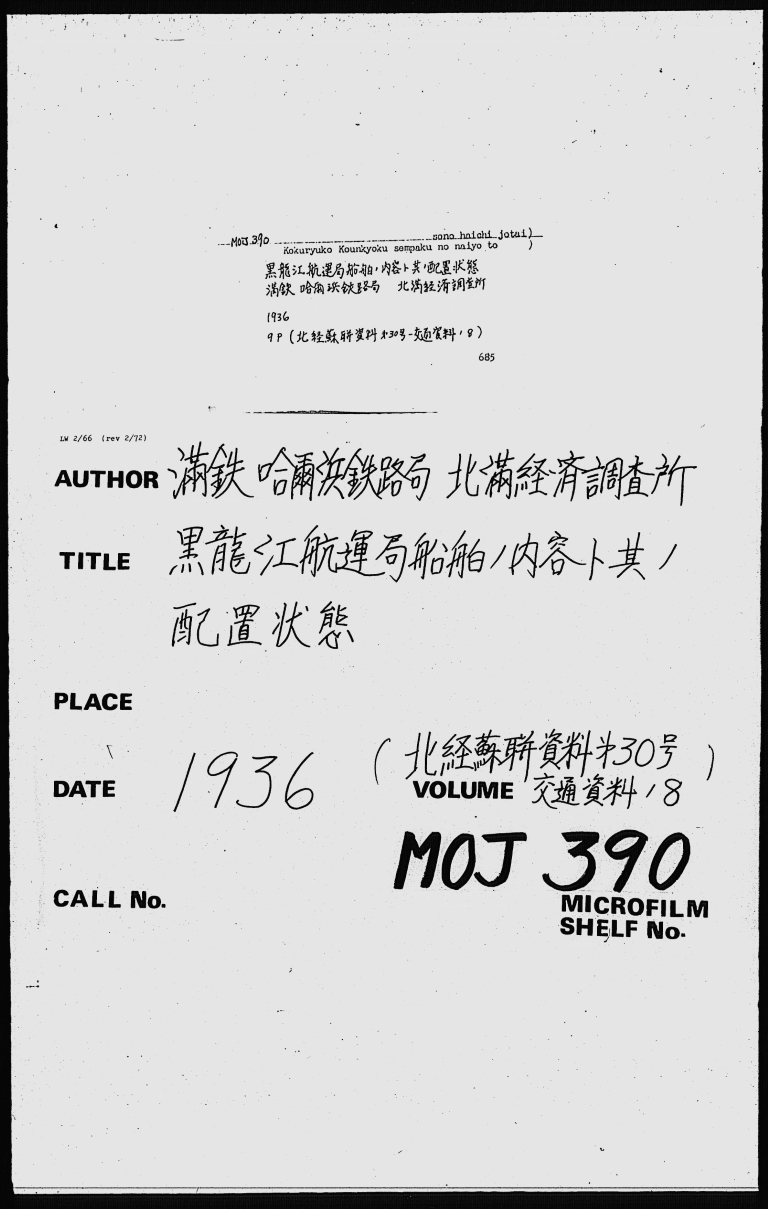 MOJ 390 sono haichi jotai)
Kokuryuko Kounkyoku sempaku no naiyo to )
黒龍江航運局船舶ノ内容ト其ノ配置状態
満鉄 哈爾浜鉄路局 北満経済調査所
1936
9P (北経蘇聯資料㐧30号-交通資料ノ8)
685
LW 2/66 (rev 2/72)
AUTHOR 満鉄 哈爾浜鉄路局 北満経済調査所
TITLE 黒龍江航運局船舶ノ内容ト其ノ
配置状態
PLACE
(北経蘇聯資料㐧30号)
DATE 1936 VOLUME 交通資料ノ8
MOJ 390
CALL No. MICROFILM
SHELF No.